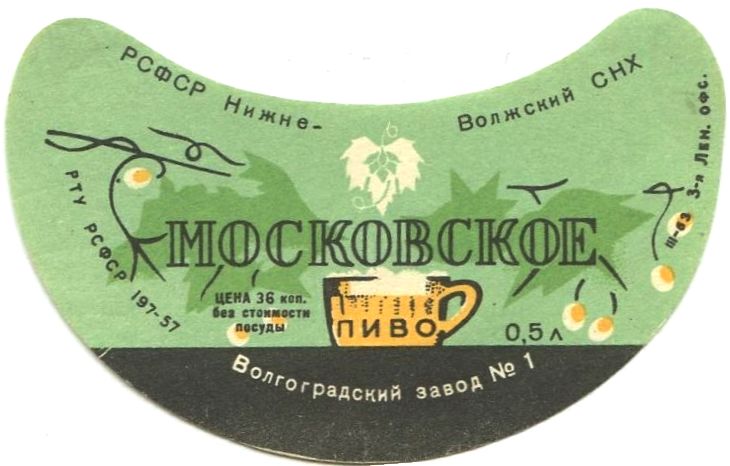 РСФСР Нижне-
Волжский СНХ
РТУ РСФСР 197-57
III-63 3-я Лен. офс.
МОСКОВСКОЕ
ЦЕНА 36 коп.
без стоимости
посуды
ПИВО
0,5 л
Волгоградский завод № 1